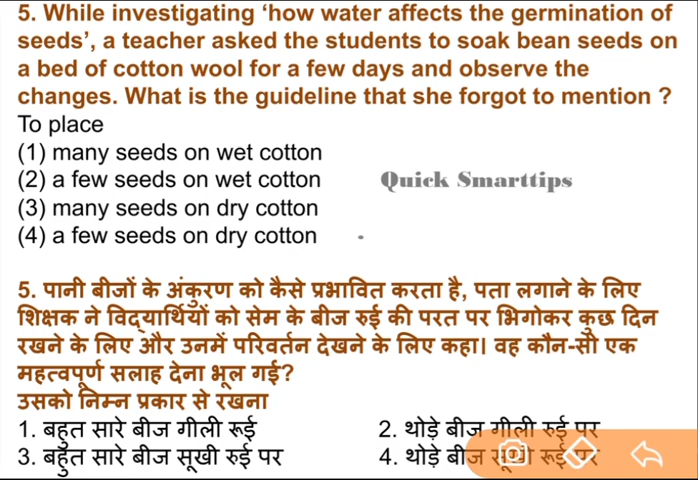 5. While investigating ‘how water affects the germination of
seeds’, a teacher asked the students to soak bean seeds on
a bed of cotton wool for a few days and observe the
changes. What is the guideline that she forgot to mention ?
To place
(1) many seeds on wet cotton
(2) a few seeds on wet cotton
Quick Smarttips
(3) many seeds on dry cotton
(4) a few seeds on dry cotton
5. पानी बीजों के अंकुरण को कैसे प्रभावित करता है, पता लगाने के लिए
शिक्षक ने विद्यार्थियों को सेम के बीज रुई की परत पर भिगोकर कुछ दिन
रखने के लिए और उनमें परिवर्तन देखने के लिए कहा। वह कौन-सी एक
महत्वपूर्ण सलाह देना भूल गई?
उसको निम्न प्रकार से रखना
1. बहुत सारे बीज गीली रूई 2. थोड़े बीज गीली रुई पर
3. बहुत सारे बीज सूखी रुई पर 4. थोड़े बीज सूखी रुई पर